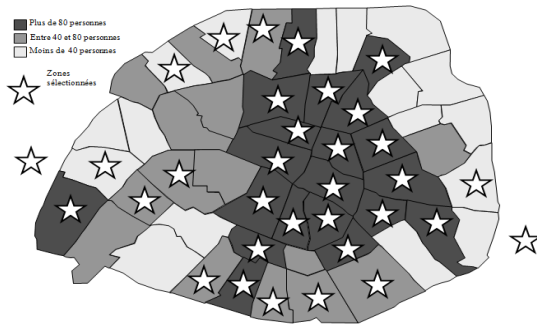 Plus de 80 personnes
Entre 40 et 80 personnes
Moins de 40 personnes
Zones
sélectionnées